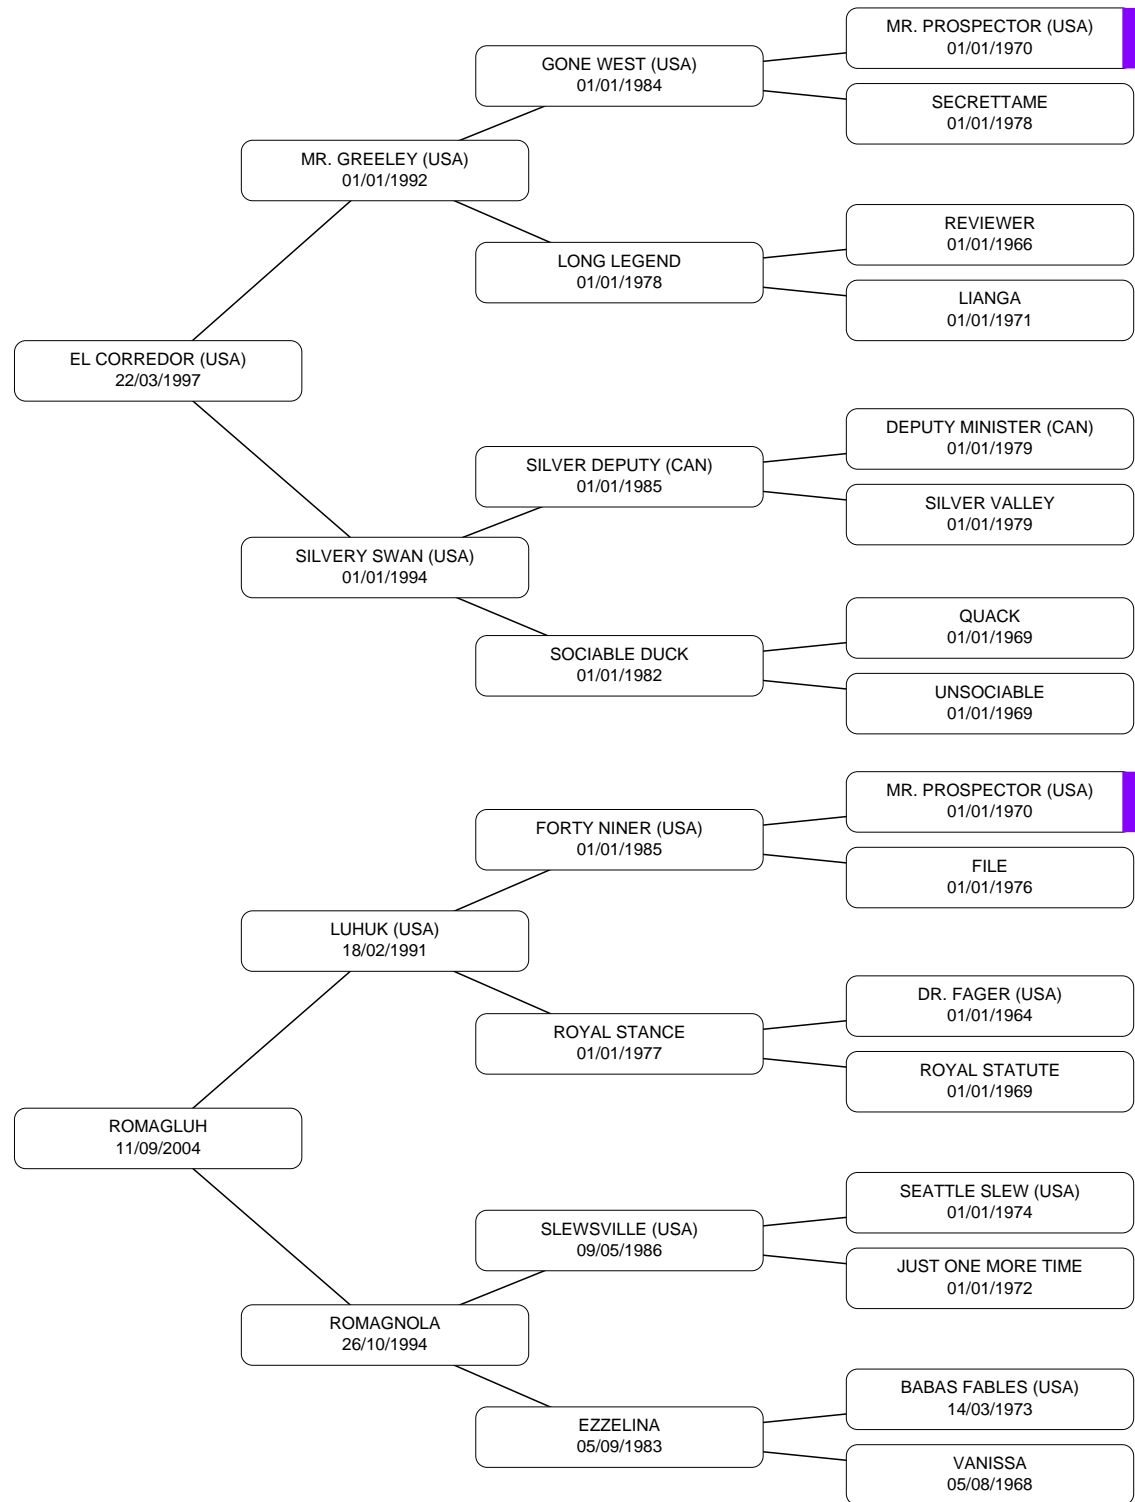 MR. PROSPECTOR (USA)
01/01/1970
GONE WEST (USA)
01/01/1984
SECRETTAME
01/01/1978
MR. GREELEY (USA)
01/01/1992
REVIEWER
01/01/1966
LONG LEGEND
01/01/1978
LIANGA
01/01/1971
EL CORREDOR (USA)
22/03/1997
DEPUTY MINISTER (CAN)
01/01/1979
SILVER DEPUTY (CAN)
01/01/1985
SILVER VALLEY
01/01/1979
SILVERY SWAN (USA)
01/01/1994
QUACK
01/01/1969
SOCIABLE DUCK
01/01/1982
UNSOCIABLE
01/01/1969
MR. PROSPECTOR (USA)
01/01/1970
FORTY NINER (USA)
01/01/1985
FILE
01/01/1976
LUHUK (USA)
18/02/1991
DR. FAGER (USA)
01/01/1964
ROYAL STANCE
01/01/1977
ROYAL STATUTE
01/01/1969
ROMAGLUH
11/09/2004
SEATTLE SLEW (USA)
01/01/1974
SLEWSVILLE (USA)
09/05/1986
JUST ONE MORE TIME
01/01/1972
ROMAGNOLA
26/10/1994
BABAS FABLES (USA)
14/03/1973
EZZELINA
05/09/1983
VANISSA
05/08/1968